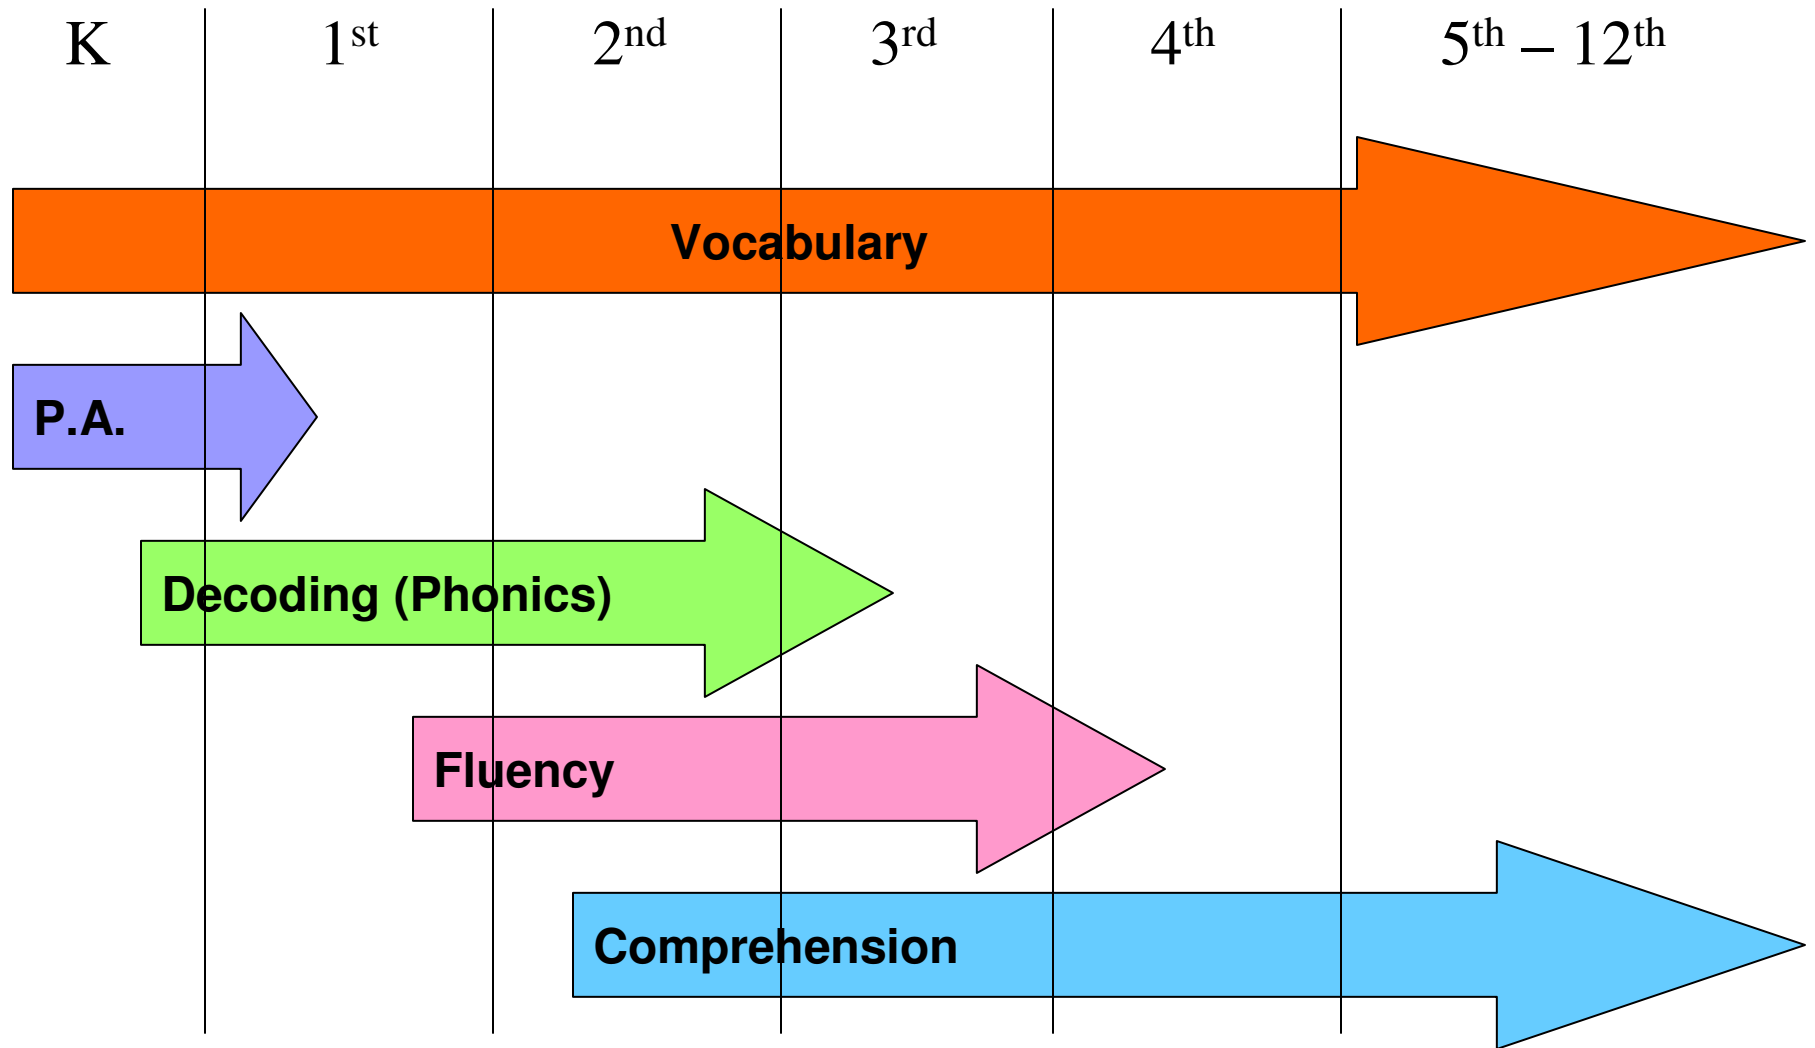 K 1st 2nd 3rd 4th 5th – 12th
Vocabulary
P.A.
Decoding (Phonics)
Fluency
Comprehension